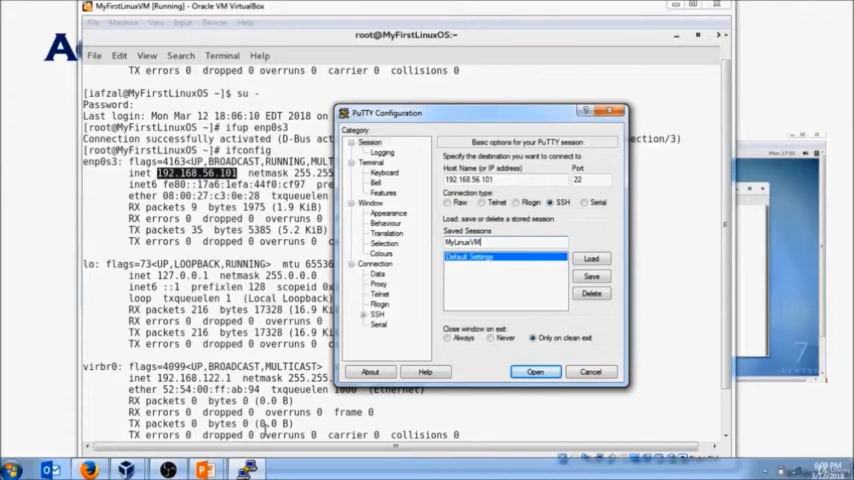 MyFirstLinuxVM [Running] - Oracle VM VirtualBox
File Machine View Input Devices
root@MyFirstLinuxOS:~
File Edit View Search Terminal Help
TX errors 0 dropped 0 overruns 0 carrier 0 collisions 0
[iafzal@MyFirstLinuxOS ~]$ su -
Password:
Last login: Mon Mar 12 18:06:10 EDT 2018 on
[root@MyFirstLinuxOS ~]# ifup enp0s3
Connection successfully activated (D-Bus act
nection/3)
[root@MyFirstLinuxOS ~]# ifconfig
enp0s3: flags=4163<UP,BROADCAST,RUNNING,MULT
inet 192.168.56.101 netmask 255.255
inet6 fe80::17a6:1efa:44f0:cf97 pre
ether 08:00:27:c3:0e:28 txqueuelen
RX packets 9 bytes 1975 (1.9 KiB)
RX errors 0 dropped 0 overruns 0
TX packets 35 bytes 5385 (5.2 KiB)
TX errors 0 dropped 0 overruns 0
lo: flags=73<UP,LOOPBACK,RUNNING> mtu 65536
inet 127.0.0.1 netmask 255.0.0.0
inet6 ::1 prefixlen 128 scopeid 0x
loop txqueuelen 1 (Local Loopback)
RX packets 216 bytes 17328 (16.9 Ki
RX errors 0 dropped 0 overruns 0
TX packets 216 bytes 17328 (16.9 Ki
TX errors 0 dropped 0 overruns 0
virbr0: flags=4099<UP,BROADCAST,MULTICAST>
inet 192.168.122.1 netmask 255.255.
ether 52:54:00:ff:ab:94 txqueuelen 1000 (Ethernet)
RX packets 0 bytes 0 (0.0 B)
RX errors 0 dropped 0 overruns 0 frame 0
TX packets 0 bytes 0 (0.0 B)
TX errors 0 dropped 0 overruns 0 carrier 0 collisions 0
PuTTY Configuration
Category:
Session
Logging
Terminal
Keyboard
Bell
Features
Window
Appearance
Behaviour
Translation
Selection
Colours
Connection
Data
Proxy
Telnet
Rlogin
SSH
Serial
Basic options for your PuTTY session
Specify the destination you want to connect to
Host Name (or IP address) Port
192.168.56.101 22
Connection type:
Raw Telnet Rlogin SSH Serial
Load, save or delete a stored session
Saved Sessions
MyLinuxVM
Default Settings
Load
Save
Delete
Close window on exit:
Always Never Only on clean exit
About Help Open Cancel
7
6:09 PM
3/12/2018